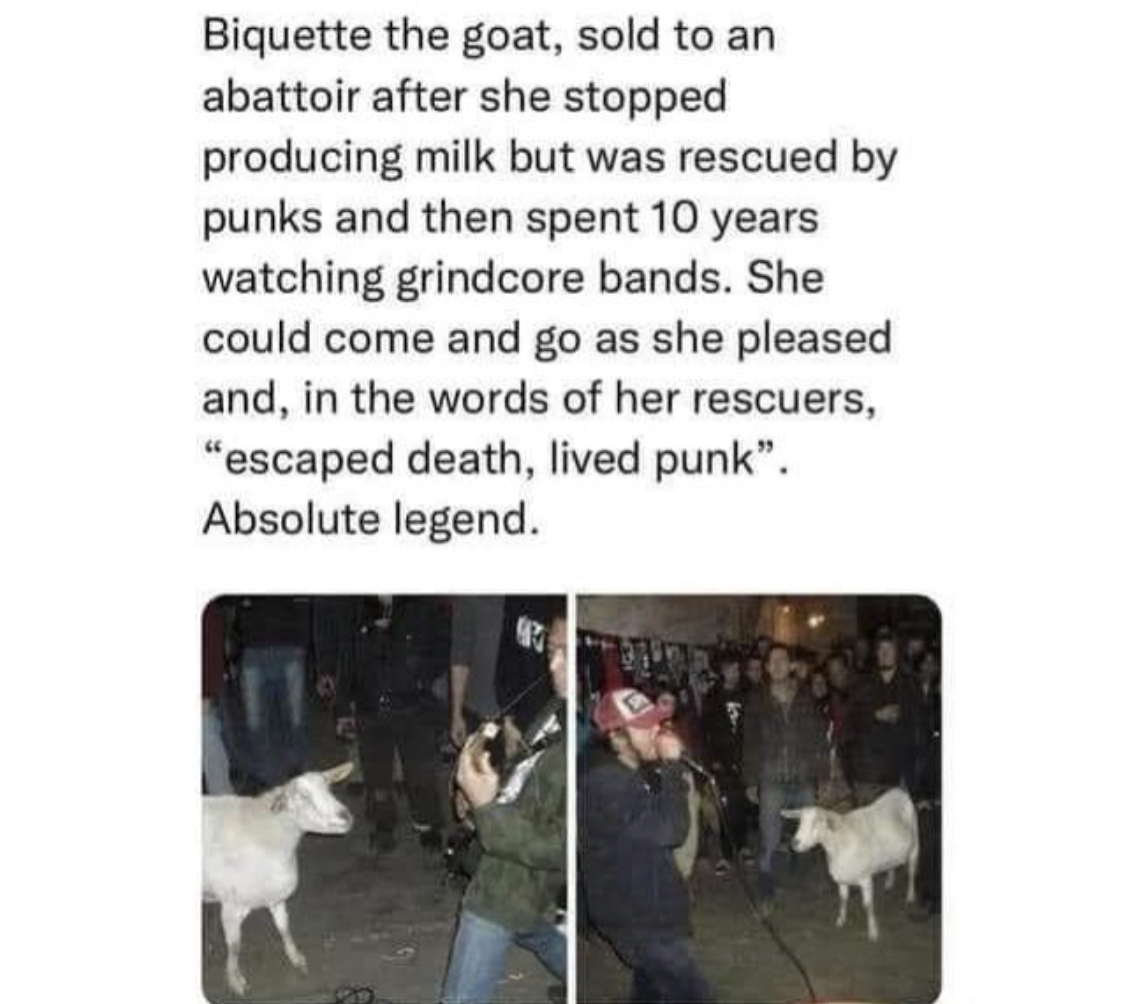 Biquette the goat, sold to an
abattoir after she stopped
producing milk but was rescued by
punks and then spent 10 years
watching grindcore bands. She
could come and go as she pleased
and, in the words of her rescuers,
“escaped death, lived punk”.
Absolute legend.